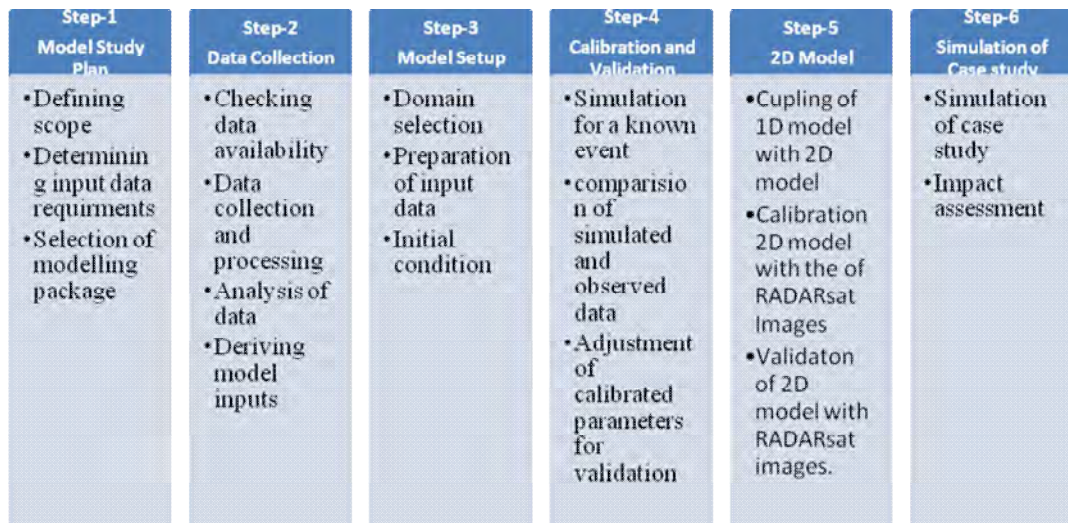 Step-1
Model Study
Plan
•Defining
scope
•Determinin
g input data
requirments
•Selection of
modelling
package
Step-2
Data Collection
•Checking
data
availability
•Data
collection
and
processing
•Analysis of
data
•Deriving
model
inputs
Step-3
Model Setup
•Domain
selection
•Preparation
of input
data
•Initial
condition
Step-4
Calibration and
Validation
•Simulation
for a known
event
•comparisio
n of
simulated
and
observed
data
•Adjustment
of
calibrated
parameters
for
validation
Step-5
2D Model
•Cupling of
1D model
with 2D
model
•Calibration
2D model
with the of
RADARsat
Images
•Validaton
of 2D
model with
RADARsat
images.
Step-6
Simulation of
Case study
•Simulation
of case
study
•Impact
assessment